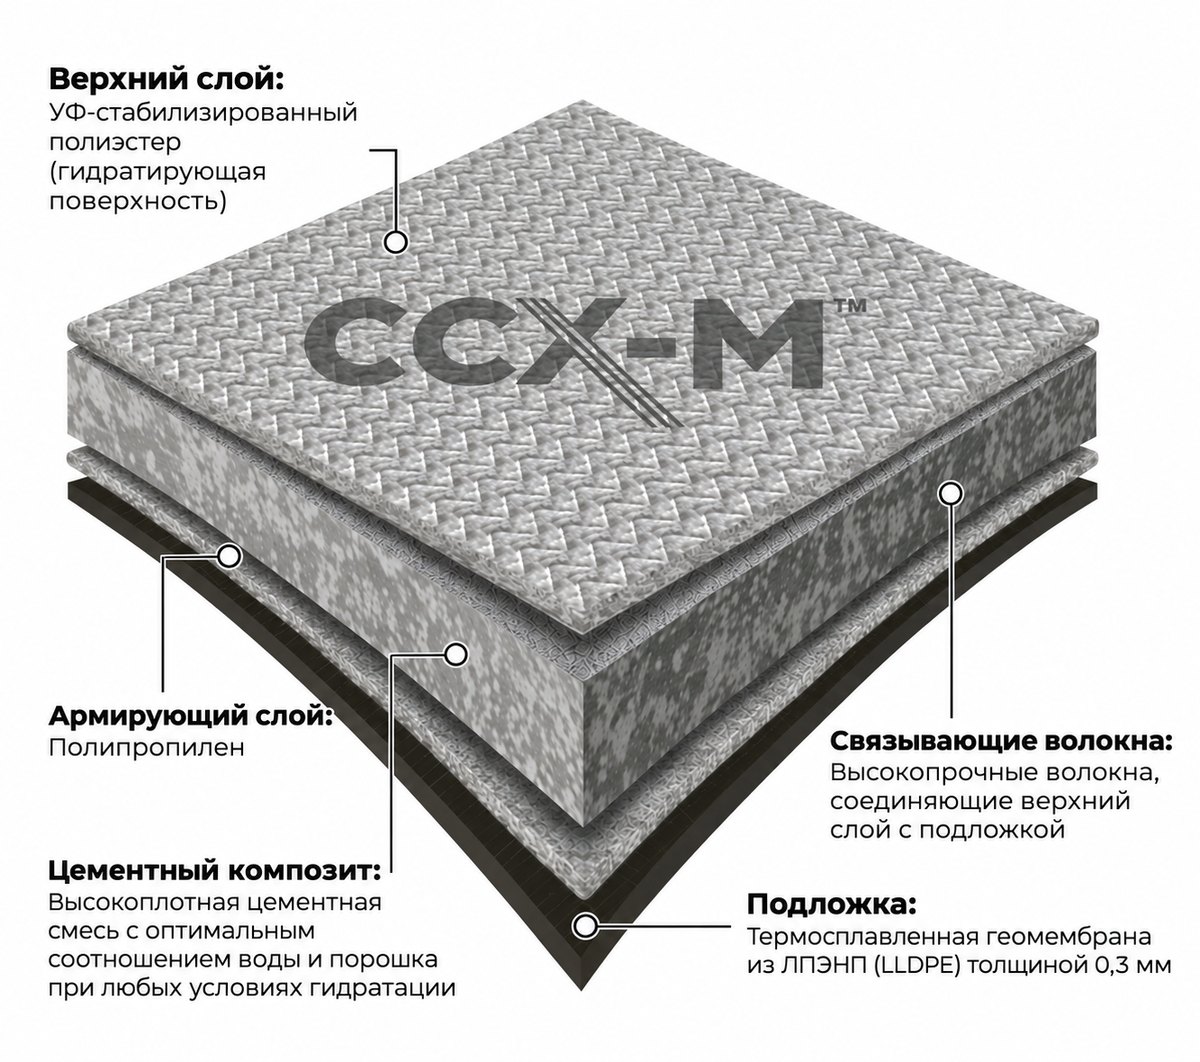 Верхний слой:
УФ-стабилизированный
полиэстер
(гидратирующая
поверхность)
CCX-M™
Армирующий слой:
Полипропилен
Связывающие волокна:
Высокопрочные волокна,
соединяющие верхний
слой с подложкой
Цементный композит:
Высокоплотная цементная
смесь с оптимальным
соотношением воды и порошка
при любых условиях гидратации
Подложка:
Термосплавленная геомембрана
из ЛПЭНП (LLDPE) толщиной 0,3 мм